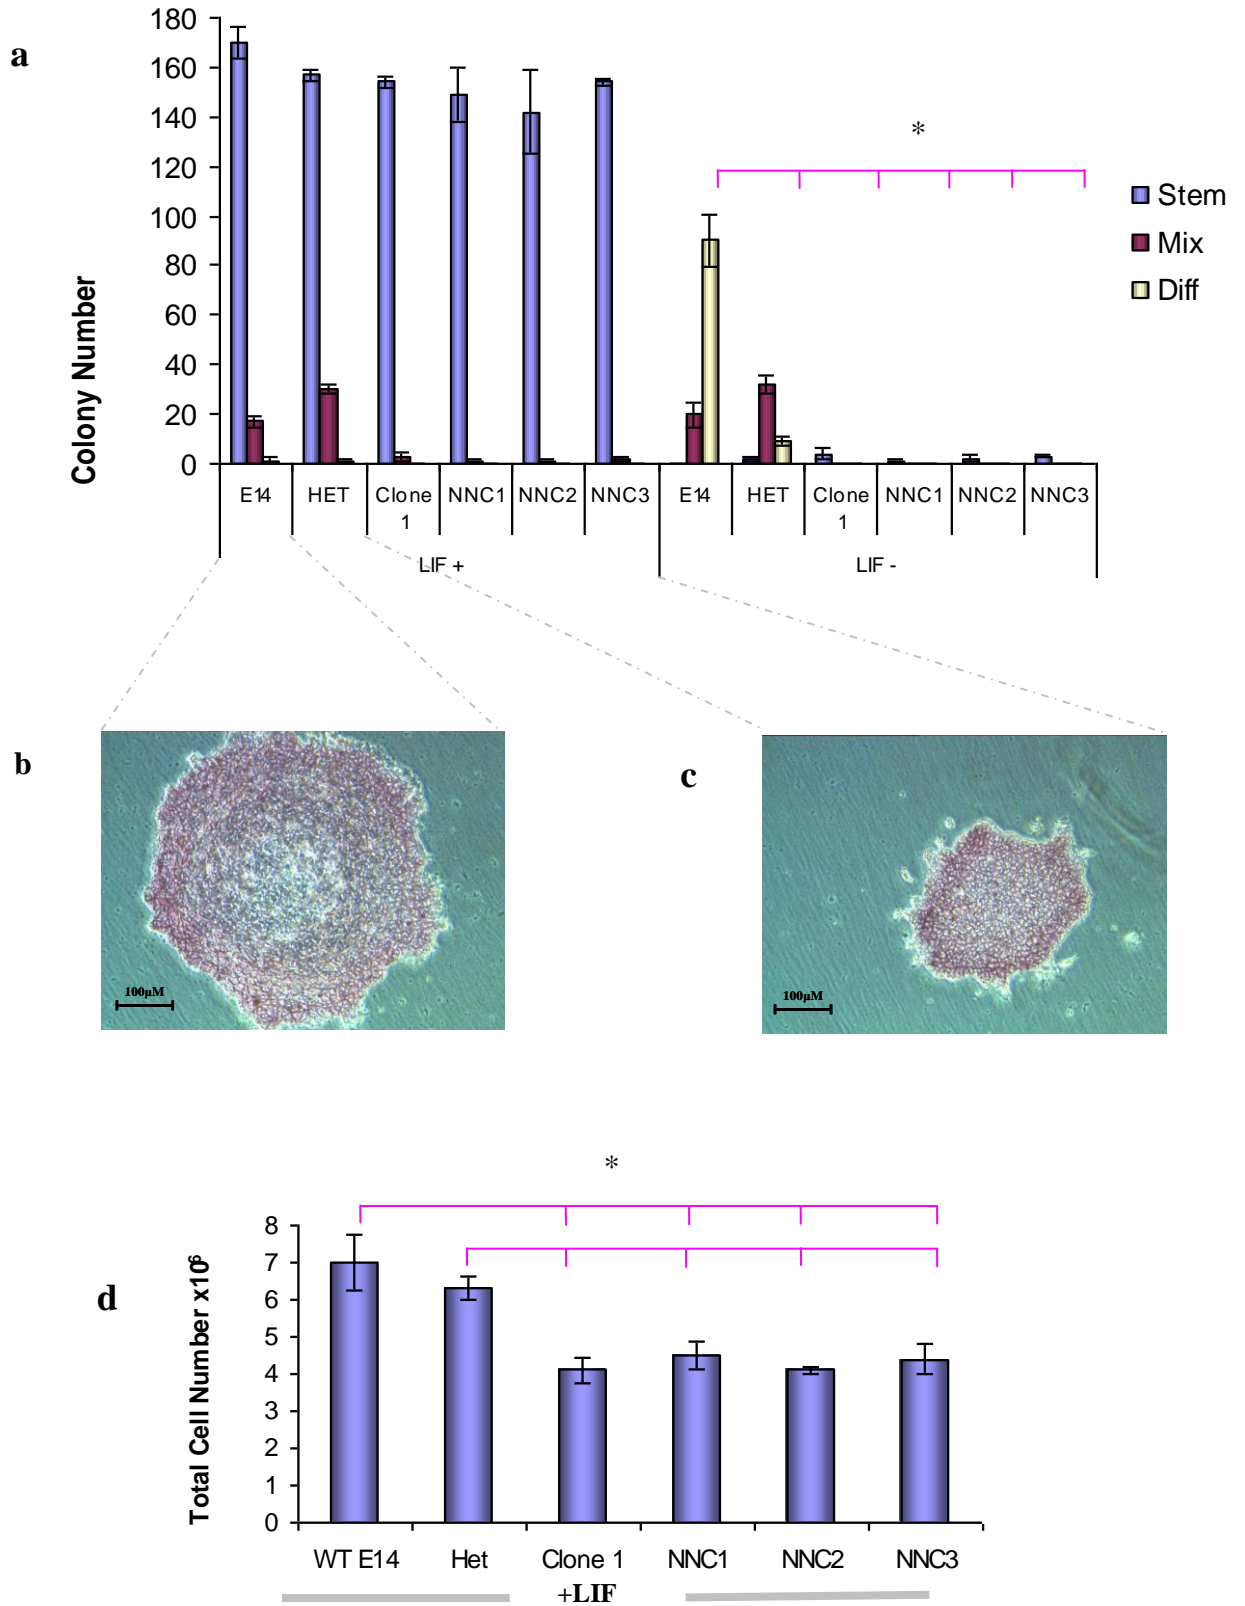 a
180
160
140
120
100
80
60
40
20
0
Colony Number
*
Stem
Mix
Diff
E14 HET Clone 1 NNC1 NNC2 NNC3 E14 HET Clone 1 NNC1 NNC2 NNC3
LIF + LIF -
b
100µM
c
100µM
d
*
8
7
6
5
4
3
2
1
0
Total Cell Number x10⁶
WT E14 Het Clone 1 NNC1 NNC2 NNC3
+LIF